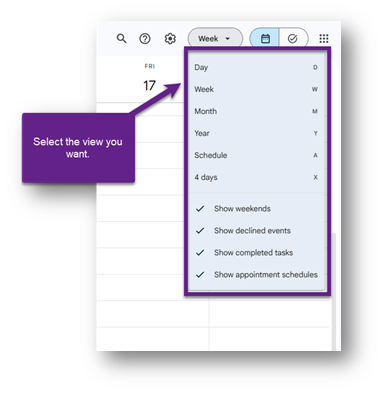 Week
FRI
17
Day D
Week W
Month M
Year Y
Schedule A
4 days X
Show weekends
Show declined events
Show completed tasks
Show appointment schedules
Select the view you
want.